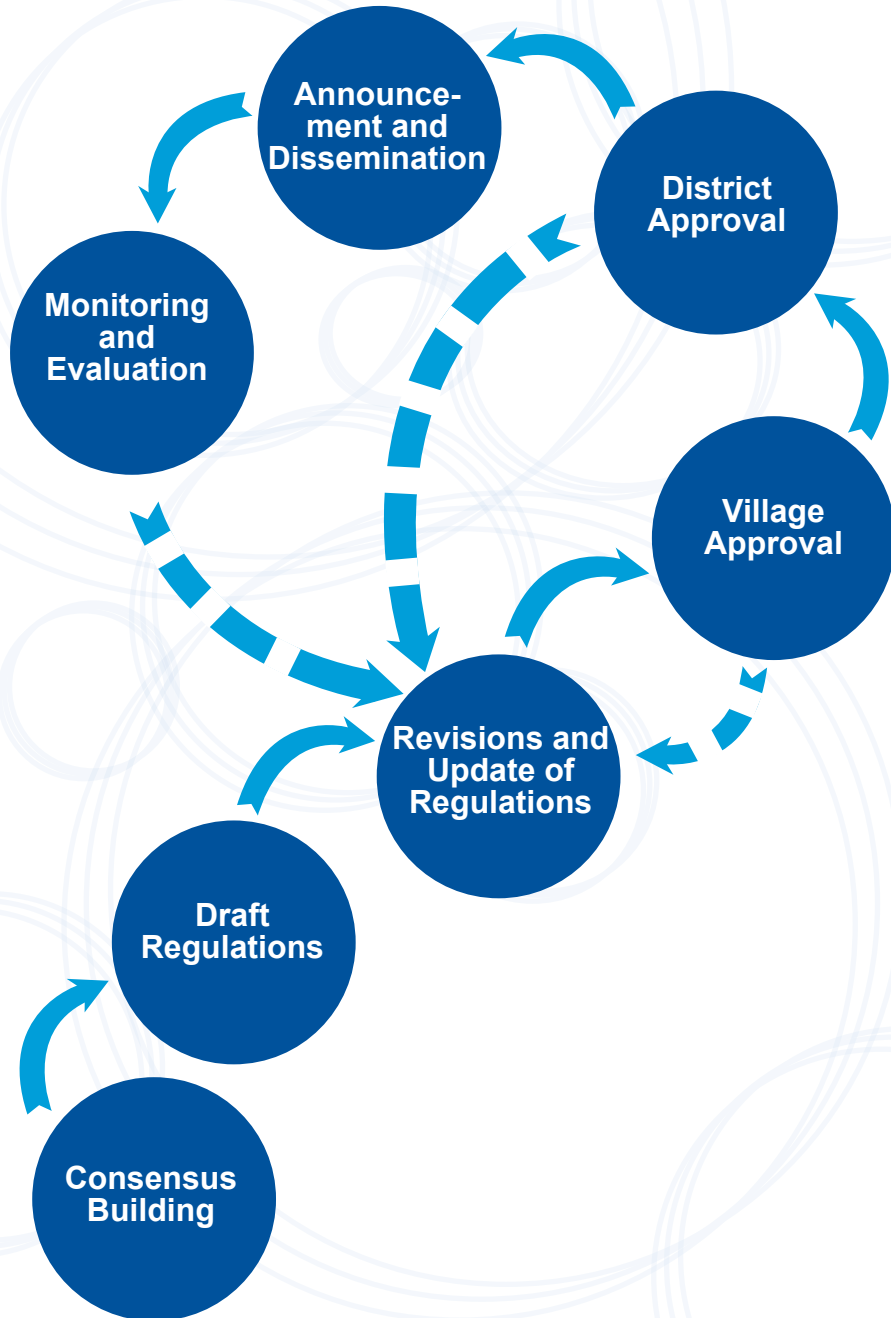 Announce-
ment and
Dissemination
District
Approval
Monitoring
and
Evaluation
Village
Approval
Revisions and
Update of
Regulations
Draft
Regulations
Consensus
Building